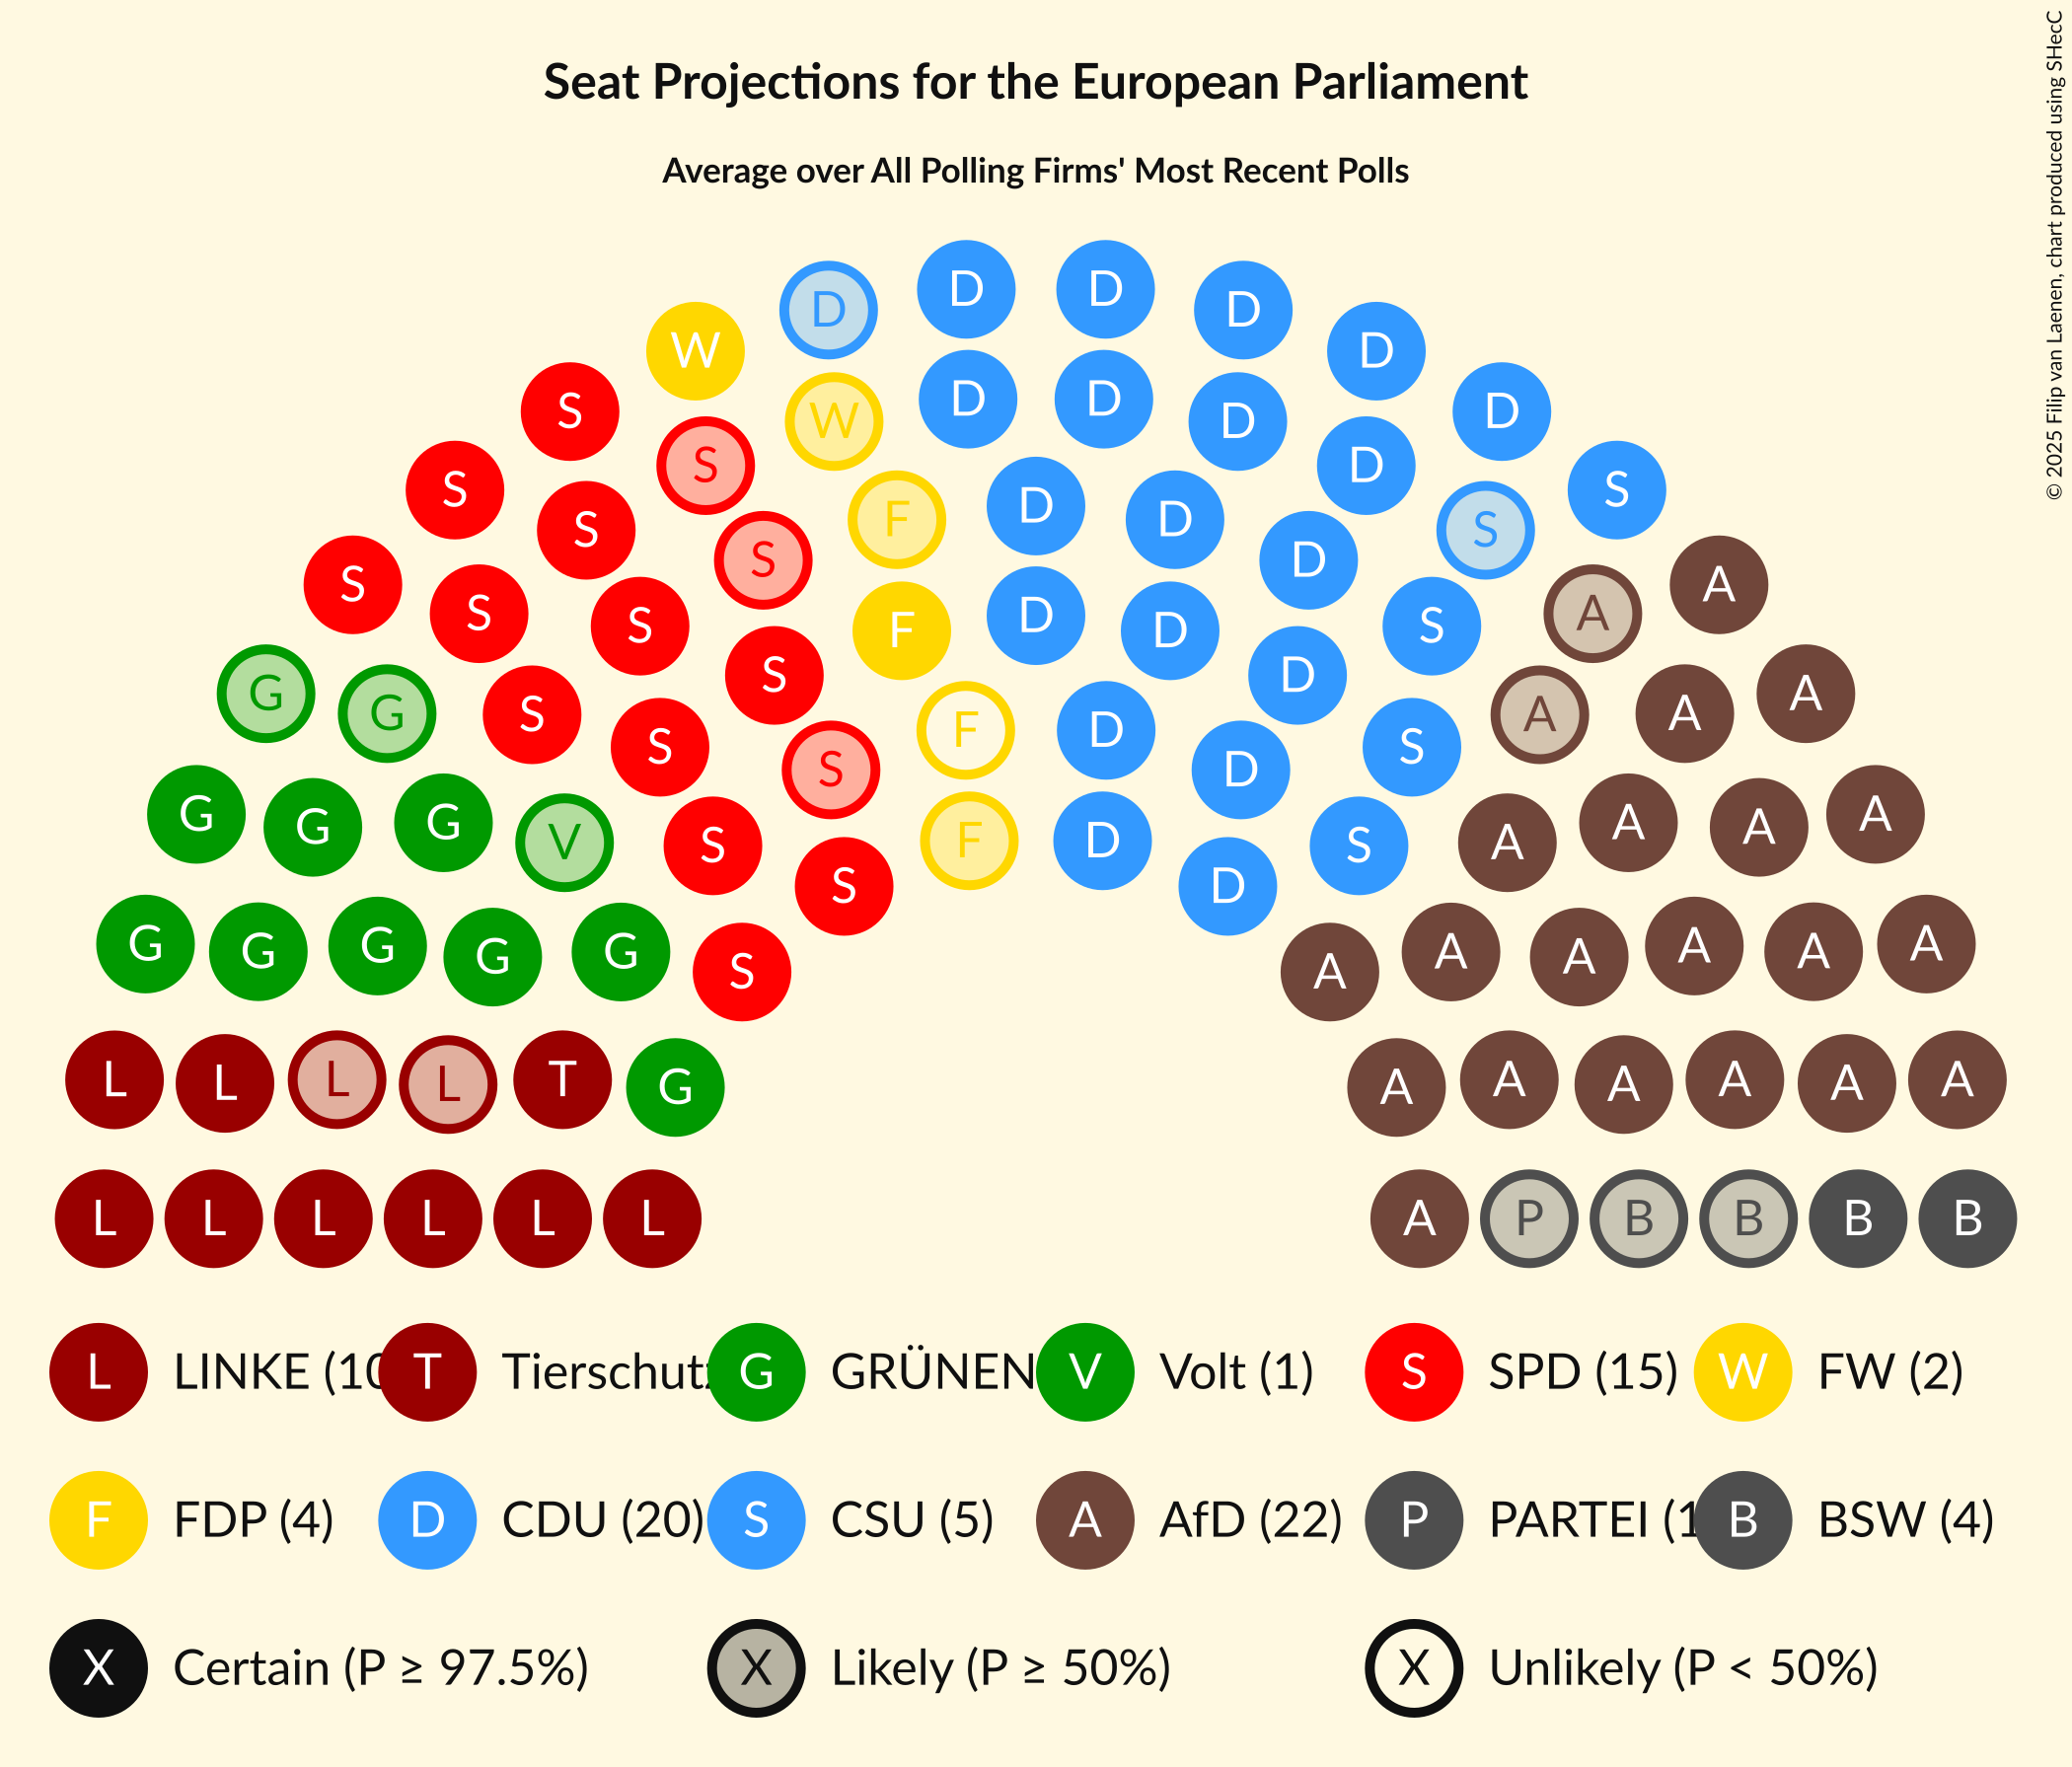 Seat Projections for the European Parliament
Average over All Polling Firms' Most Recent Polls
© 2025 Filip van Laenen, chart produced using SHecC
D D D D
W D
D D
S W D D
S D
S D S
F D
S S
S D
S A
S D A
S F D S
S D
G G S A A A
F D
S S
S D
G G G A A A
V S F D S A
S D
G G G G G A A A A A
S A
L L L L T A A A A A
G A
L L L L L L A P B B B B
L LINKE (10 T Tierschut G GRÜNEN V Volt (1) S SPD (15) W FW (2)
F FDP (4) D CDU (20) S CSU (5) A AfD (22) P PARTEI (1 B BSW (4)
X Certain (P ≥ 97.5%) X Likely (P ≥ 50%) X Unlikely (P < 50%)